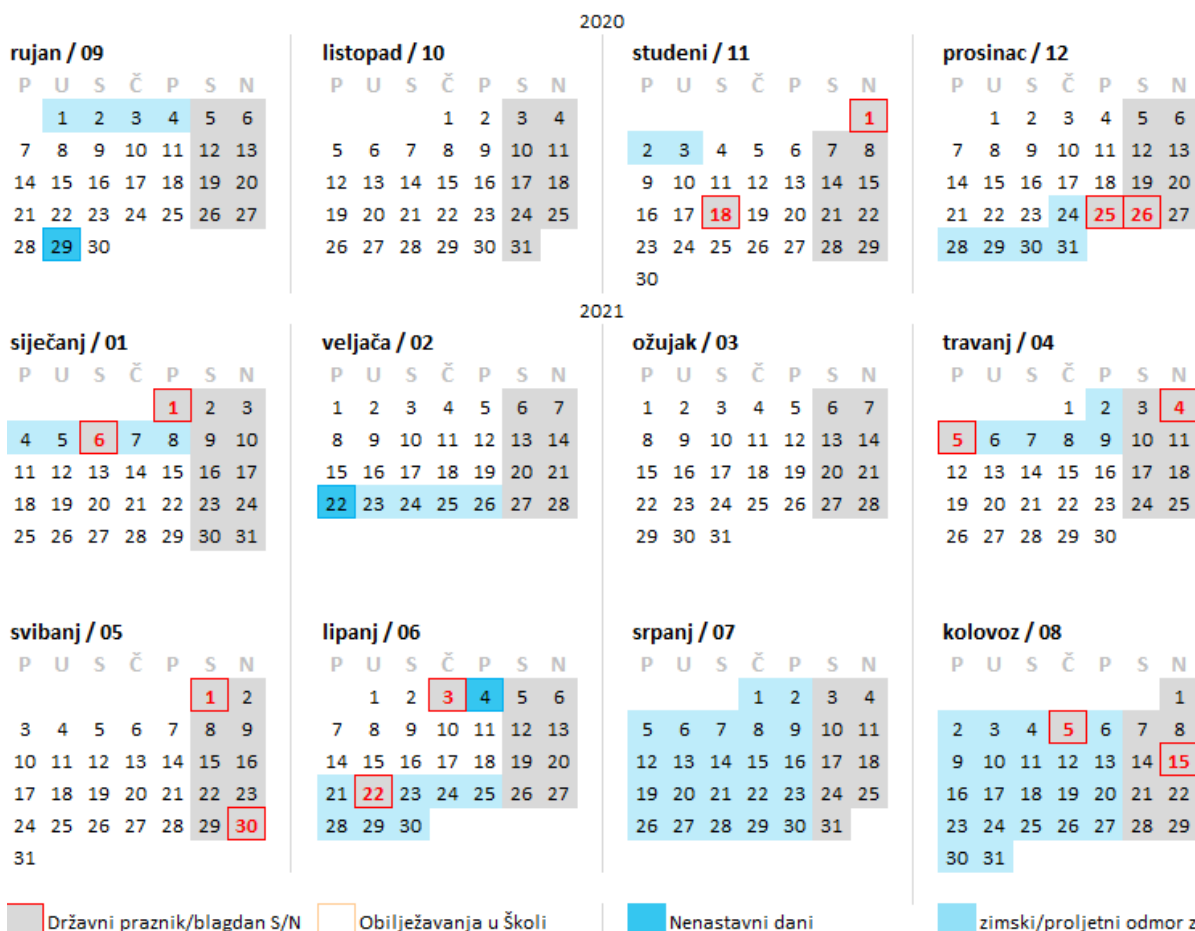 2020
rujan / 09 listopad / 10 studeni / 11 prosinac / 12
P U S Č P S N P U S Č P S N P U S Č P S N P U S Č P S N
1 2 3 4 5 6 1 2 3 4 1 1 2 3 4 5 6
7 8 9 10 11 12 13 5 6 7 8 9 10 11 2 3 4 5 6 7 8 7 8 9 10 11 12 13
14 15 16 17 18 19 20 12 13 14 15 16 17 18 9 10 11 12 13 14 15 14 15 16 17 18 19 20
21 22 23 24 25 26 27 19 20 21 22 23 24 25 16 17 18 19 20 21 22 21 22 23 24 25 26 27
28 29 30 26 27 28 29 30 31 23 24 25 26 27 28 29 28 29 30 31
30
2021
siječanj / 01 veljača / 02 ožujak / 03 travanj / 04
P U S Č P S N P U S Č P S N P U S Č P S N P U S Č P S N
1 2 3 1 2 3 4 5 6 7 1 2 3 4 5 6 7 1 2 3 4
4 5 6 7 8 9 10 8 9 10 11 12 13 14 8 9 10 11 12 13 14 5 6 7 8 9 10 11
11 12 13 14 15 16 17 15 16 17 18 19 20 21 15 16 17 18 19 20 21 12 13 14 15 16 17 18
18 19 20 21 22 23 24 22 23 24 25 26 27 28 22 23 24 25 26 27 28 19 20 21 22 23 24 25
25 26 27 28 29 30 31 29 30 31 26 27 28 29 30
svibanj / 05 lipanj / 06 srpanj / 07 kolovoz / 08
P U S Č P S N P U S Č P S N P U S Č P S N P U S Č P S N
1 2 1 2 3 4 5 6 1 2 3 4 1
3 4 5 6 7 8 9 7 8 9 10 11 12 13 5 6 7 8 9 10 11 2 3 4 5 6 7 8
10 11 12 13 14 15 16 14 15 16 17 18 19 20 12 13 14 15 16 17 18 9 10 11 12 13 14 15
17 18 19 20 21 22 23 21 22 23 24 25 26 27 19 20 21 22 23 24 25 16 17 18 19 20 21 22
24 25 26 27 28 29 30 28 29 30 26 27 28 29 30 31 23 24 25 26 27 28 29
31 30 31
Državni praznik/blagdan S/N Obilježavanja u Školi Nenastavni dani zimski/proljetni odmor z